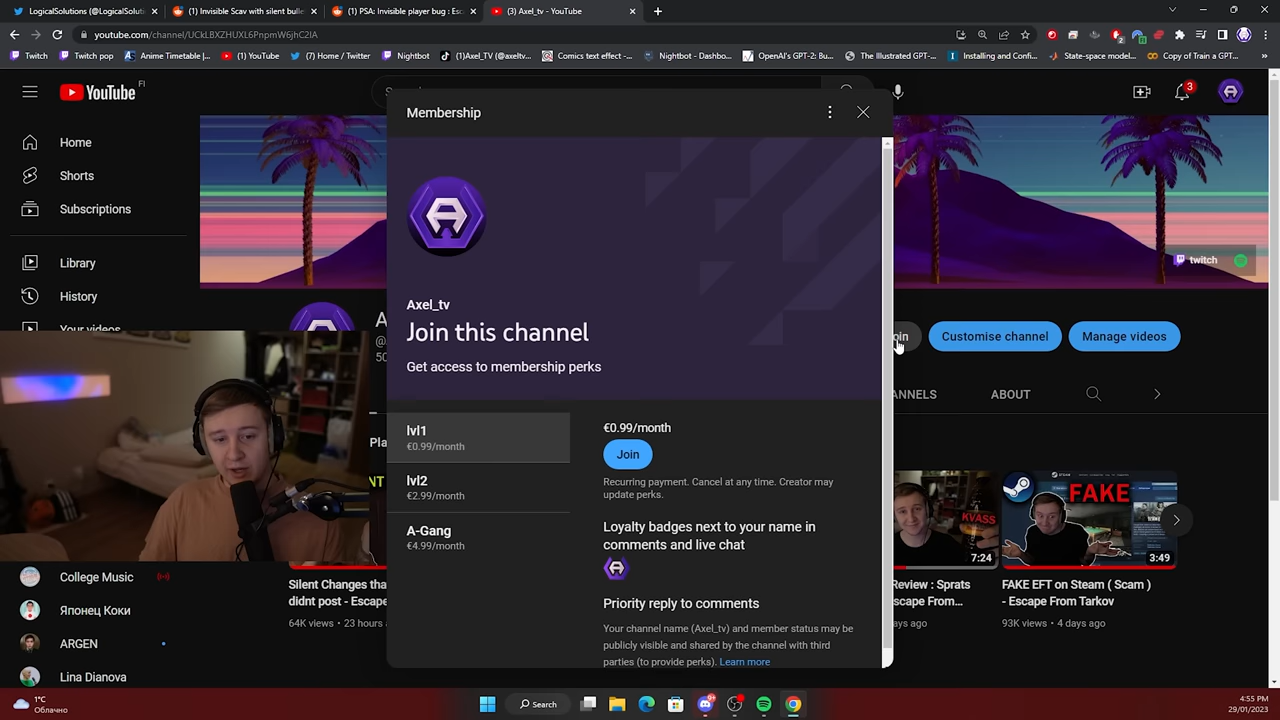 LogicalSolutions (@LogicalSoluti
(1) Invisible Scav with silent bulle
(1) PSA: Invisible player bug : Esc
(3) Axel_tv - YouTube
youtube.com/channel/UCkLBXZHUXL6PnpmW6jhC2IA
Twitch
Twitch pop
Anime Timetable |...
(1) YouTube
(7) Home / Twitter
Nightbot
(1)Axel_TV (@axeltv...
Comics text effect -...
Nightbot - Dashboa...
OpenAI's GPT-2: Bu...
The Illustrated GPT-...
Installing and Confi...
State-space model...
Copy of Train a GPT...
YouTube FI
3
Home
Shorts
Subscriptions
Library
History
Your videos
College Music
Японец Коки
ARGEN
Lina Dianova
Membership
Axel_tv
Join this channel
Get access to membership perks
lvl1
€0.99/month
lvl2
€2.99/month
A-Gang
€4.99/month
€0.99/month
Join
Recurring payment. Cancel at any time. Creator may
update perks.
Loyalty badges next to your name in
comments and live chat
Priority reply to comments
Your channel name (Axel_tv) and member status may be
publicly visible and shared by the channel with third
parties (to provide perks). Learn more
twitch
Customise channel
Manage videos
ABOUT
KVASS
7:24
FAKE
3:49
Silent Changes tha
didnt post - Escape
64K views • 23 hours
Review : Sprats
scape From...
FAKE EFT on Steam ( Scam )
- Escape From Tarkov
93K views • 4 days ago
1°C
Облачно
Search
4:55 PM
29/01/2023